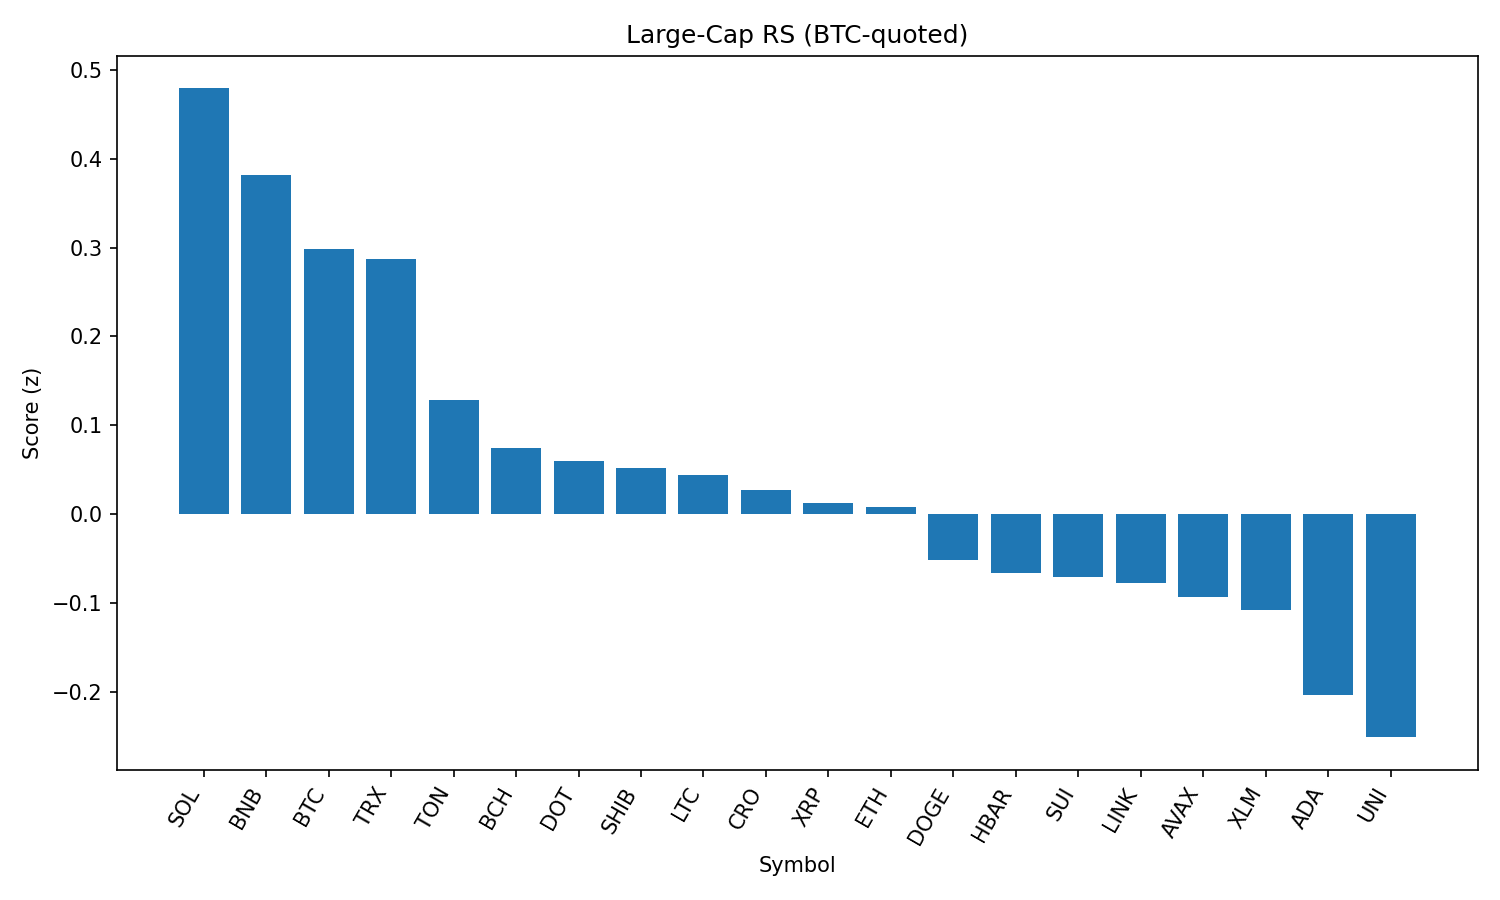 Large-Cap RS (BTC-quoted)
Score (z)
0.5
0.4
0.3
0.2
0.1
0.0
−0.1
−0.2
SOL
BNB
BTC
TRX
TON
BCH
DOT
SHIB
LTC
CRO
XRP
ETH
DOGE
HBAR
SUI
LINK
AVAX
XLM
ADA
UNI
Symbol